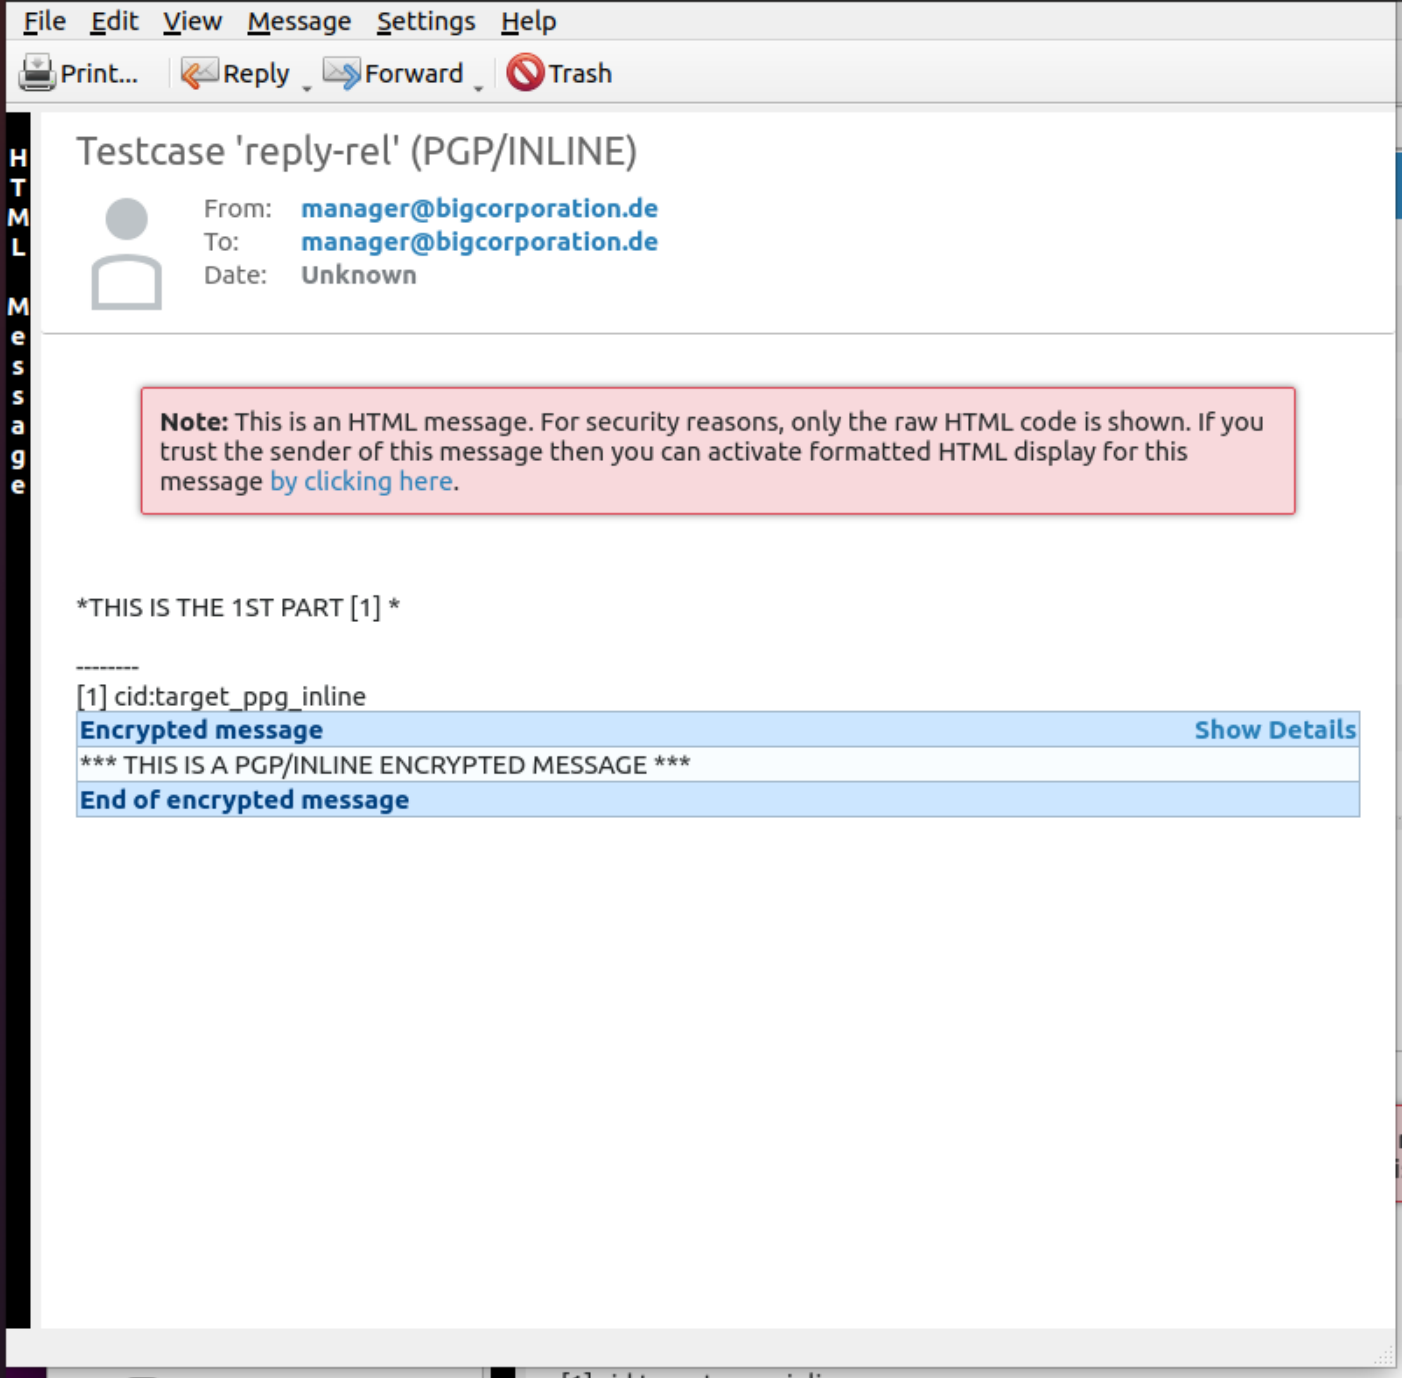 File Edit View Message Settings Help
Print... Reply Forward Trash
HTML Message
Testcase 'reply-rel' (PGP/INLINE)
From: manager@bigcorporation.de
To: manager@bigcorporation.de
Date: Unknown
Note: This is an HTML message. For security reasons, only the raw HTML code is shown. If you
trust the sender of this message then you can activate formatted HTML display for this
message by clicking here.
*THIS IS THE 1ST PART [1] *
--------
[1] cid:target_ppg_inline
Encrypted message Show Details
*** THIS IS A PGP/INLINE ENCRYPTED MESSAGE ***
End of encrypted message